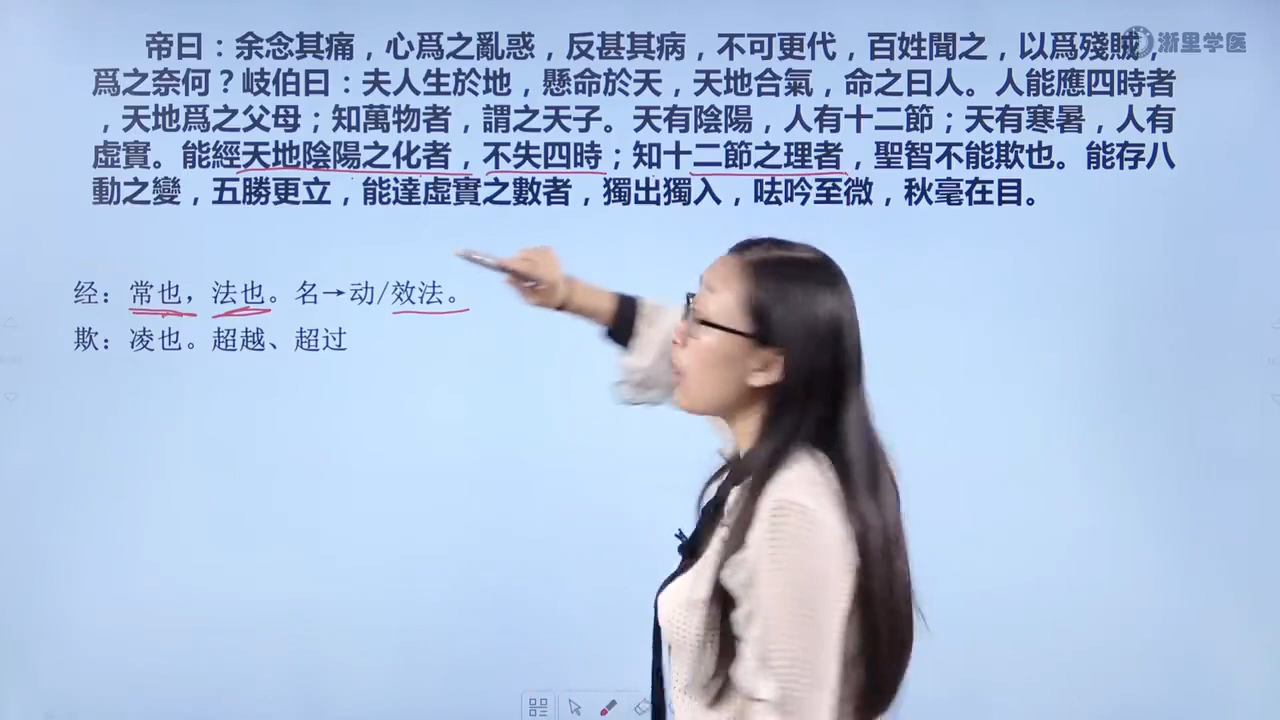 帝曰：余念其痛，心爲之亂惑，反甚其病，不可更代，百姓聞之，以爲殘賊，
爲之奈何？岐伯曰：夫人生於地，懸命於天，天地合氣，命之曰人。人能應四時者
，天地爲之父母；知萬物者，謂之天子。天有陰陽，人有十二節；天有寒暑，人有
虛實。能經天地陰陽之化者，不失四時；知十二節之理者，聖智不能欺也。能存八
動之變，五勝更立，能達虛實之數者，獨出獨入，呿吟至微，秋毫在目。
浙里学医
经：常也，法也。名→动/效法。
欺：凌也。超越、超过